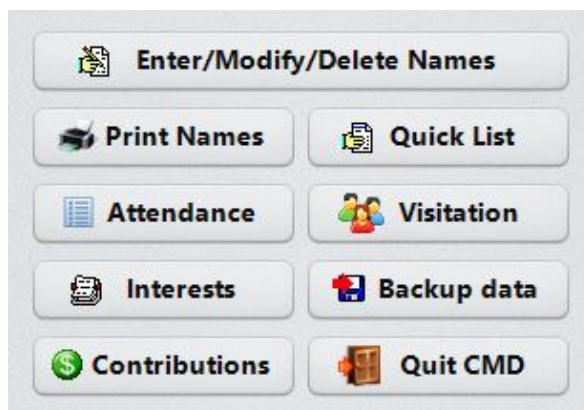 Enter/Modify/Delete Names
Print Names
Quick List
Attendance
Visitation
Interests
Backup data
Contributions
Quit CMD